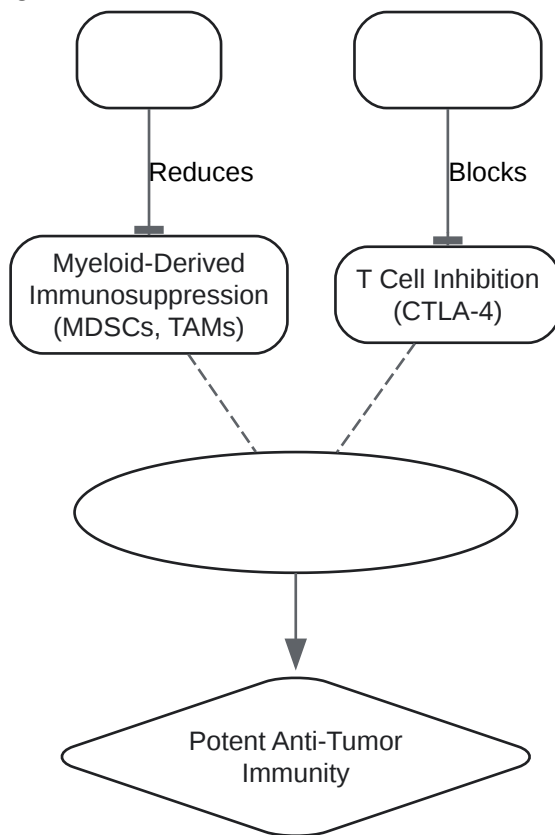 Reduces
Blocks
Myeloid-Derived
Immunosuppression
(MDSCs, TAMs)
T Cell Inhibition
(CTLA-4)
Potent Anti-Tumor
Immunity